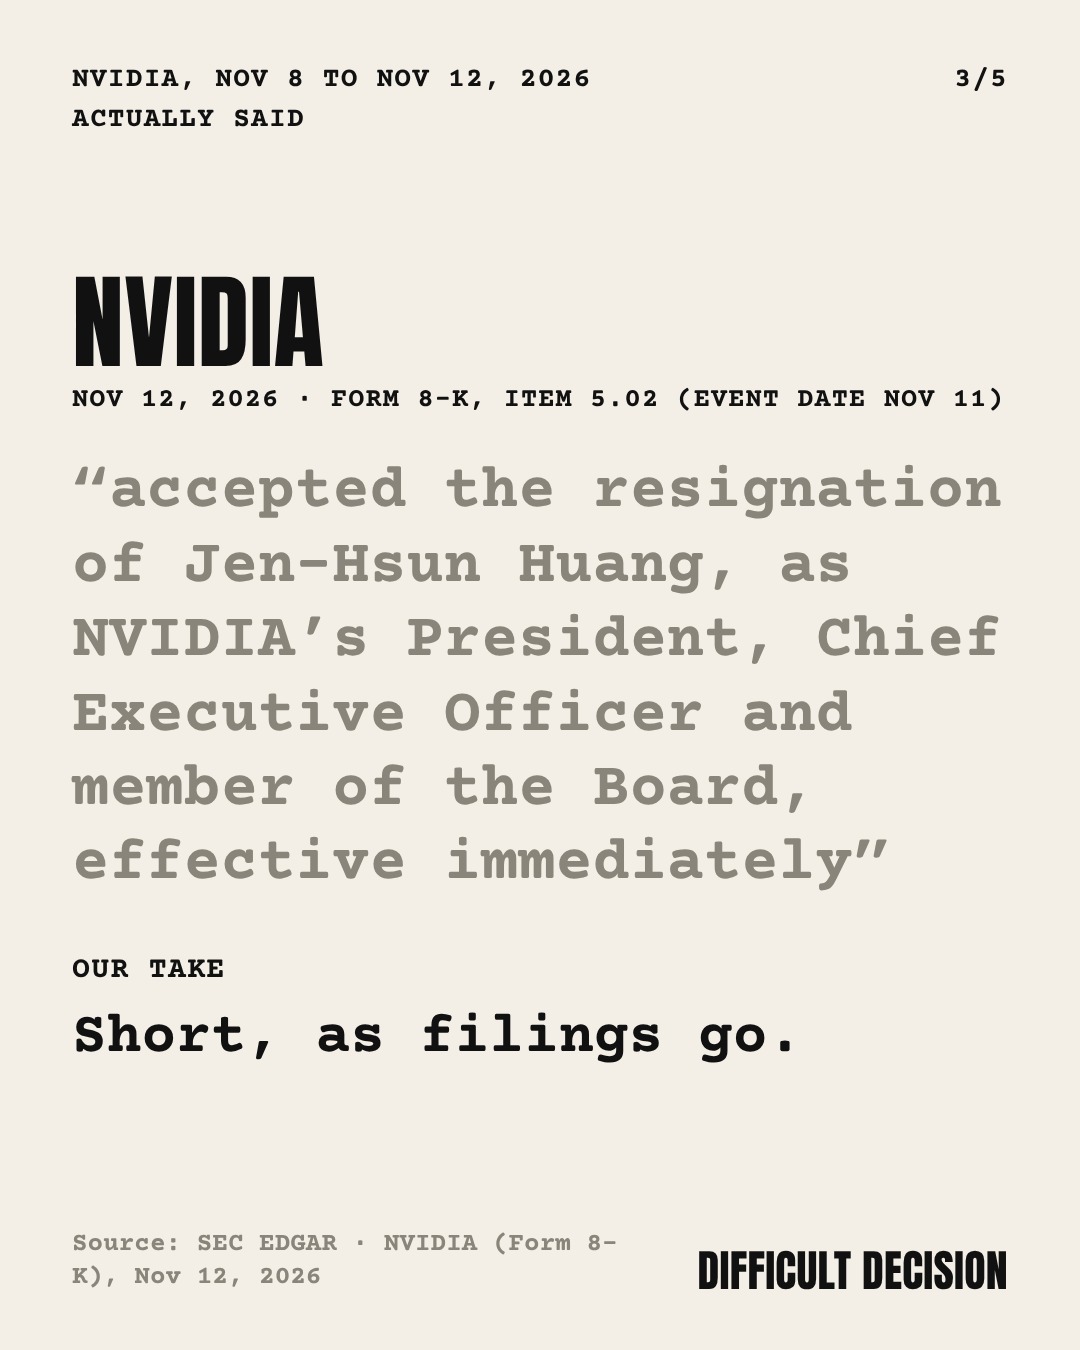 NVIDIA, NOV 8 TO NOV 12, 2026
3/5
ACTUALLY SAID
NVIDIA
NOV 12, 2026 · FORM 8-K, ITEM 5.02 (EVENT DATE NOV 11)
“accepted the resignation
of Jen-Hsun Huang, as
NVIDIA’s President, Chief
Executive Officer and
member of the Board,
effective immediately”
OUR TAKE
Short, as filings go.
Source: SEC EDGAR · NVIDIA (Form 8-
K), Nov 12, 2026
DIFFICULT DECISION